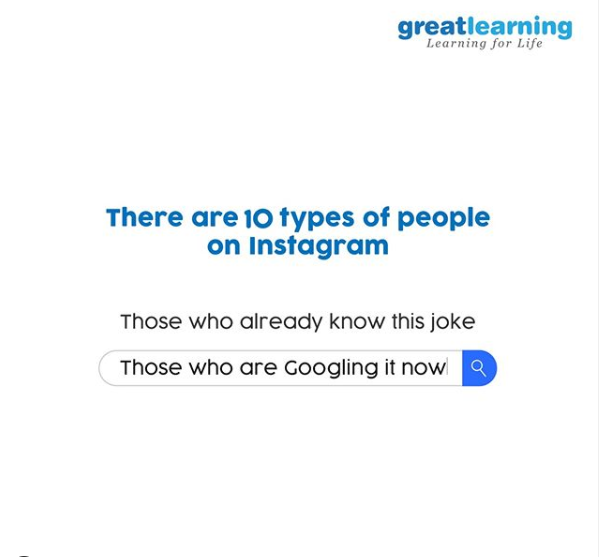 greatlearning
Learning for Life
There are 10 types of people
on Instagram
Those who already know this joke
Those who are Googling it now